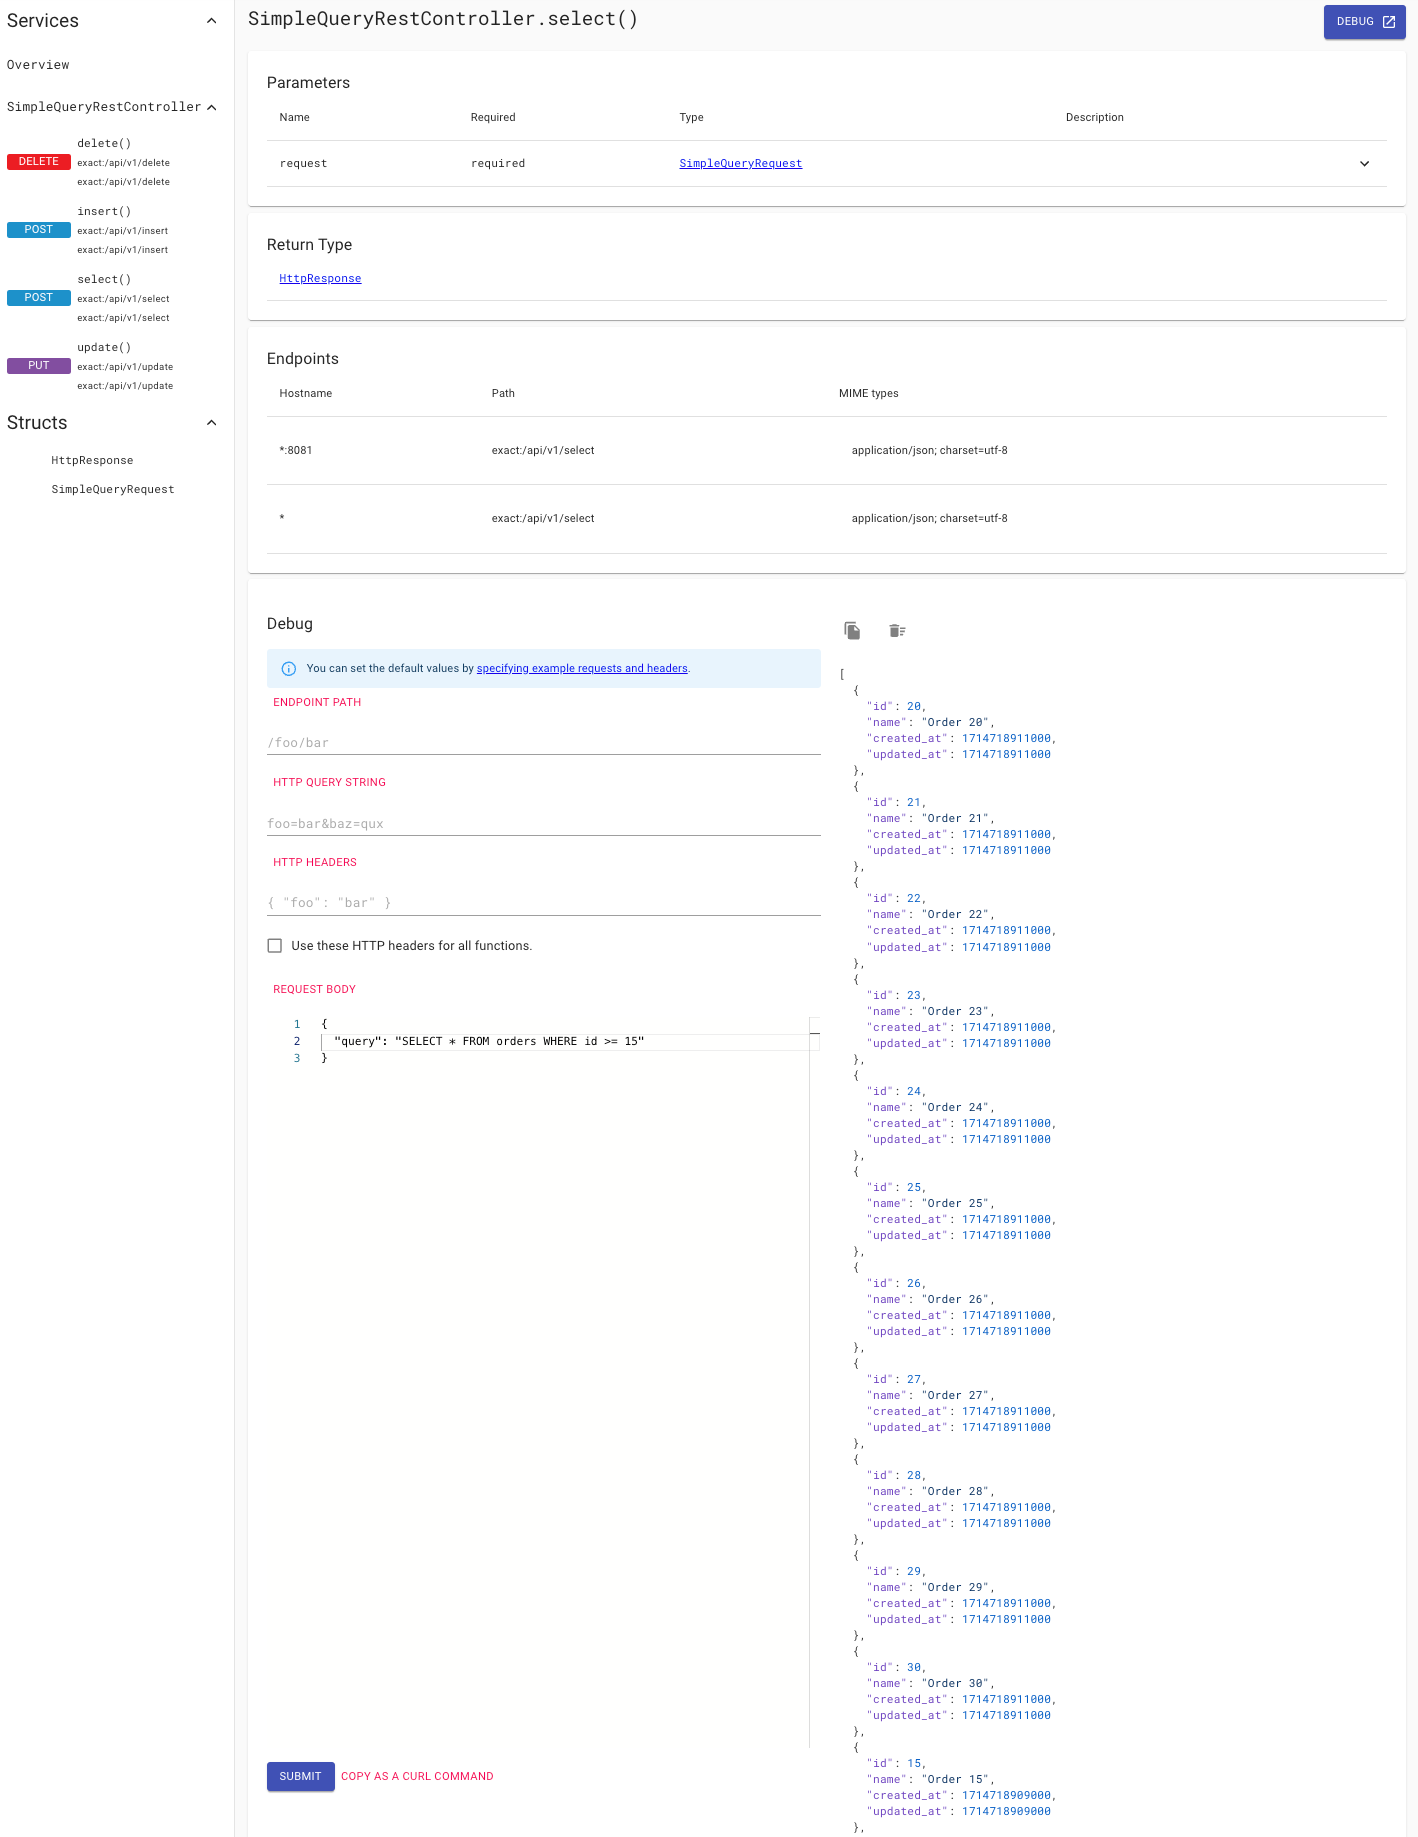 Services
Overview
SimpleQueryRestController
delete()
DELETE
exact:/api/v1/delete
exact:/api/v1/delete
insert()
POST
exact:/api/v1/insert
exact:/api/v1/insert
select()
POST
exact:/api/v1/select
exact:/api/v1/select
update()
PUT
exact:/api/v1/update
exact:/api/v1/update
Structs
HttpResponse
SimpleQueryRequest
SimpleQueryRestController.select()
DEBUG
Parameters
Name Required Type Description
request required SimpleQueryRequest
Return Type
HttpResponse
Endpoints
Hostname Path MIME types
*:8081 exact:/api/v1/select application/json; charset=utf-8
* exact:/api/v1/select application/json; charset=utf-8
Debug
You can set the default values by specifying example requests and headers.
ENDPOINT PATH
/foo/bar
HTTP QUERY STRING
foo=bar&baz=qux
HTTP HEADERS
{ "foo": "bar" }
Use these HTTP headers for all functions.
REQUEST BODY
1 {
2 "query": "SELECT * FROM orders WHERE id >= 15"
3 }
SUBMIT COPY AS A CURL COMMAND
[
{
"id": 20,
"name": "Order 20",
"created_at": 1714718911000,
"updated_at": 1714718911000
},
{
"id": 21,
"name": "Order 21",
"created_at": 1714718911000,
"updated_at": 1714718911000
},
{
"id": 22,
"name": "Order 22",
"created_at": 1714718911000,
"updated_at": 1714718911000
},
{
"id": 23,
"name": "Order 23",
"created_at": 1714718911000,
"updated_at": 1714718911000
},
{
"id": 24,
"name": "Order 24",
"created_at": 1714718911000,
"updated_at": 1714718911000
},
{
"id": 25,
"name": "Order 25",
"created_at": 1714718911000,
"updated_at": 1714718911000
},
{
"id": 26,
"name": "Order 26",
"created_at": 1714718911000,
"updated_at": 1714718911000
},
{
"id": 27,
"name": "Order 27",
"created_at": 1714718911000,
"updated_at": 1714718911000
},
{
"id": 28,
"name": "Order 28",
"created_at": 1714718911000,
"updated_at": 1714718911000
},
{
"id": 29,
"name": "Order 29",
"created_at": 1714718911000,
"updated_at": 1714718911000
},
{
"id": 30,
"name": "Order 30",
"created_at": 1714718911000,
"updated_at": 1714718911000
},
{
"id": 15,
"name": "Order 15",
"created_at": 1714718909000,
"updated_at": 1714718909000
},